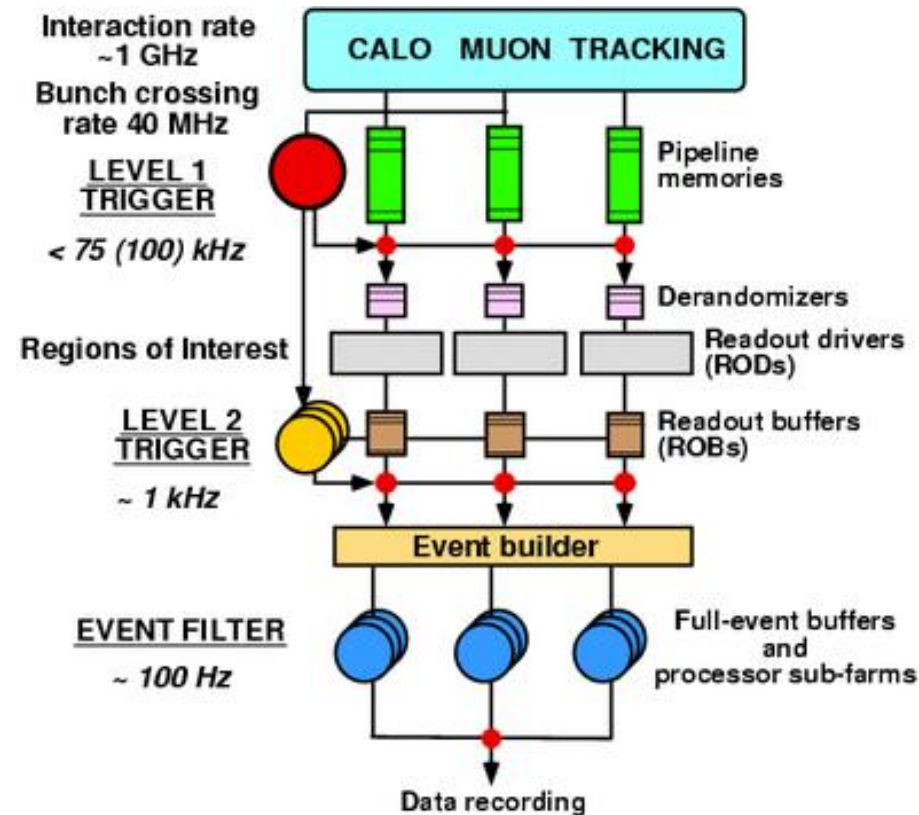 Interaction rate
~1 GHz
CALO MUON TRACKING
Bunch crossing
rate 40 MHz
LEVEL 1
TRIGGER
Pipeline
memories
< 75 (100) kHz
Derandomizers
Regions of Interest
Readout drivers
(RODs)
LEVEL 2
TRIGGER
Readout buffers
(ROBs)
~ 1 kHz
Event builder
EVENT FILTER
~ 100 Hz
Full-event buffers
and
processor sub-farms
Data recording